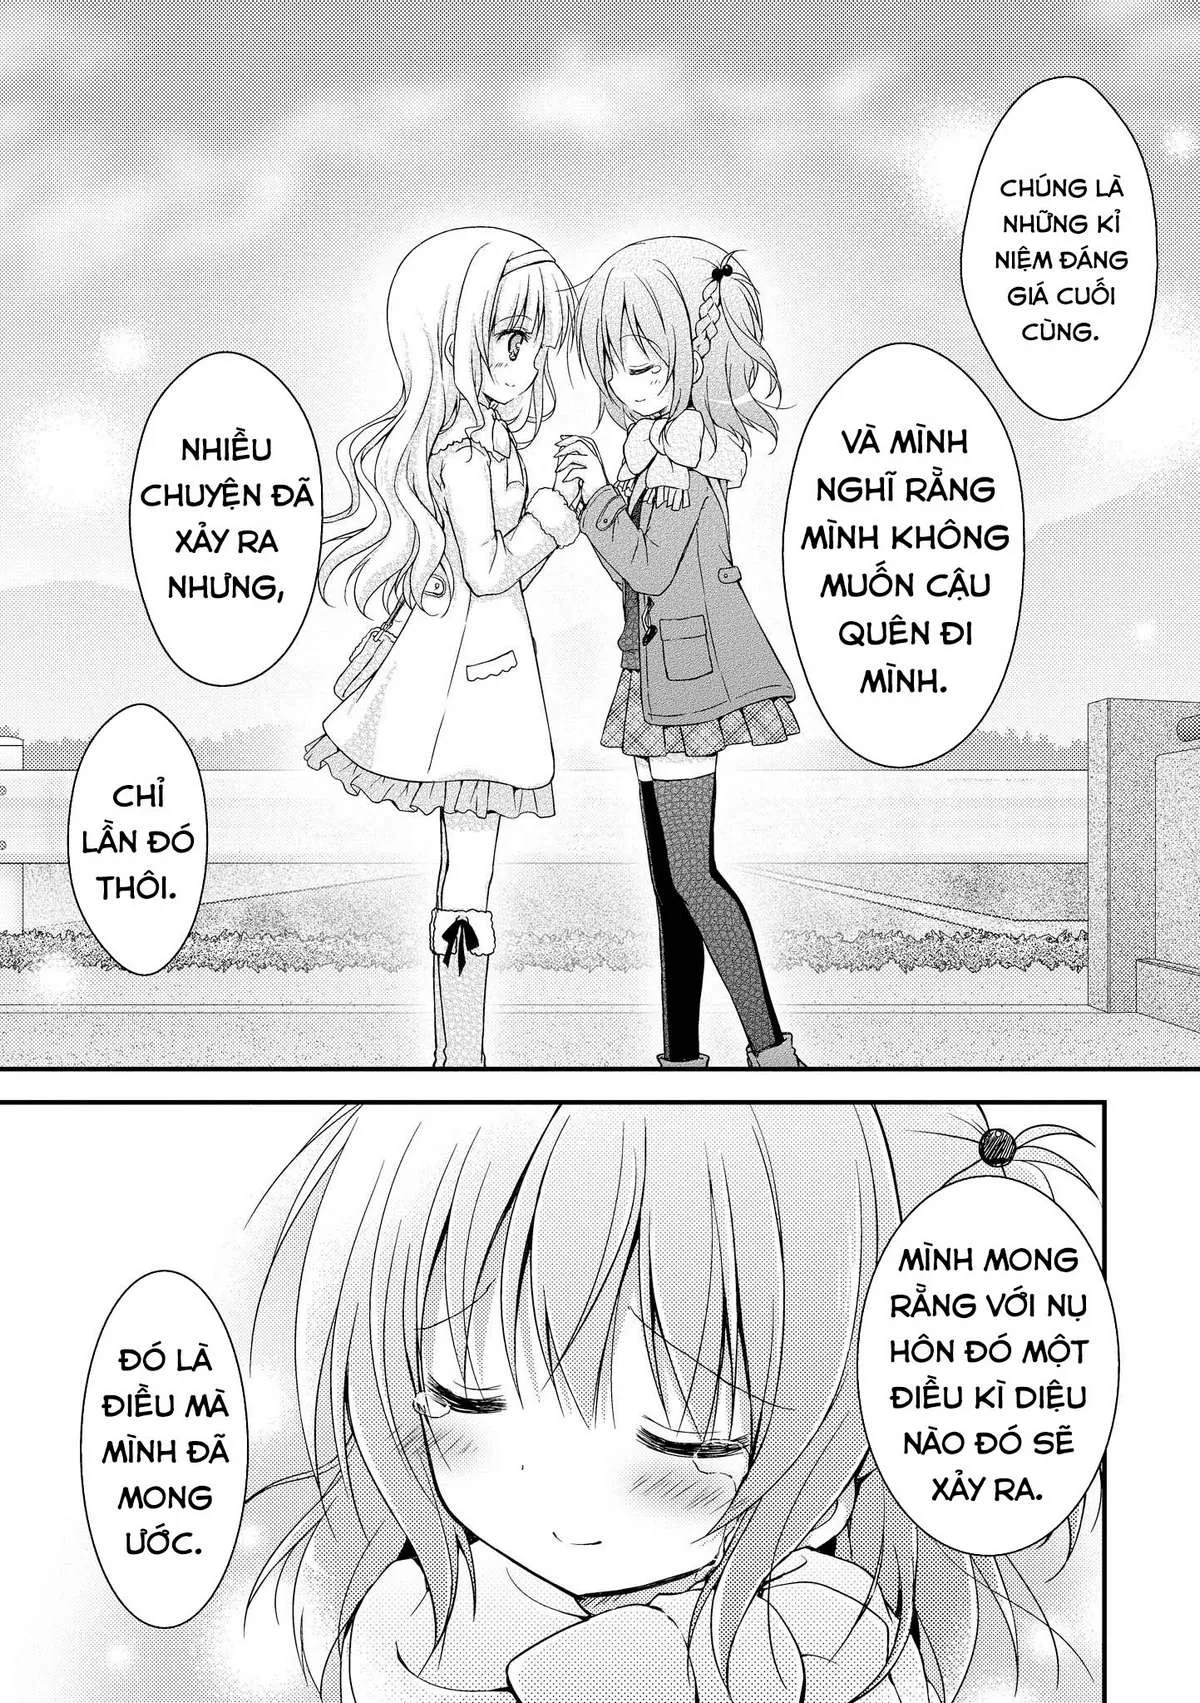 CHÚNG LÀ
NHỮNG KỈ
NIỆM ĐÁNG
GIÁ CUỐI
CÙNG.
VÀ MÌNH
NGHĨ RẰNG
MÌNH KHÔNG
MUỐN CẬU
QUÊN ĐI
MÌNH.
NHIỀU
CHUYỆN ĐÃ
XẢY RA
NHƯNG,
CHỈ
LẦN ĐÓ
THÔI.
MÌNH MONG
RẰNG VỚI NỤ
HÔN ĐÓ MỘT
ĐIỀU KÌ DIỆU
NÀO ĐÓ SẼ
XẢY RA.
ĐÓ LÀ
ĐIỀU MÀ
MÌNH ĐÃ
MONG
ƯỚC.